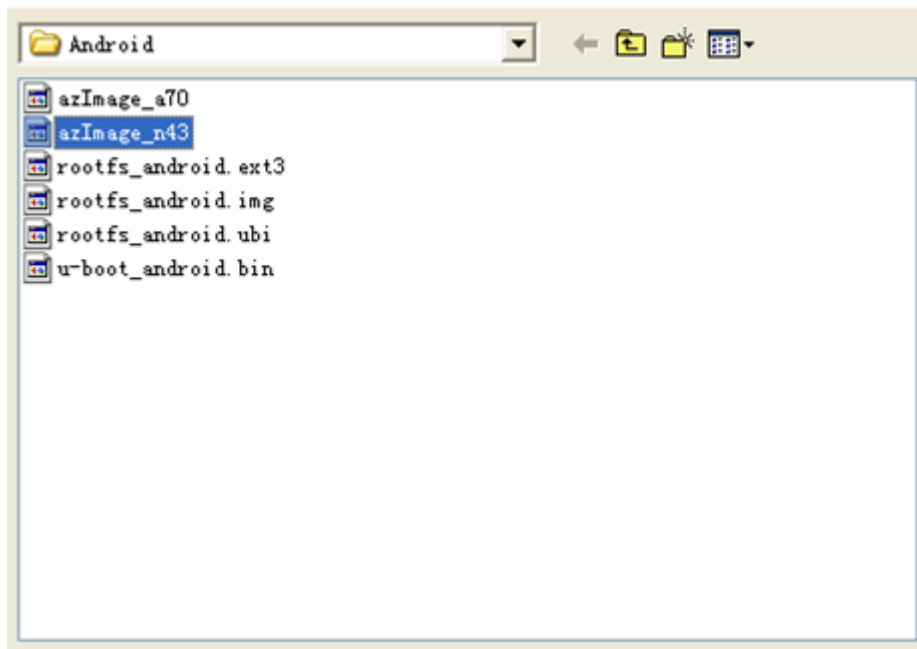 Android
azImage_a70
azImage_n43
rootfs_android.ext3
rootfs_android.img
rootfs_android.ubi
u-boot_android.bin